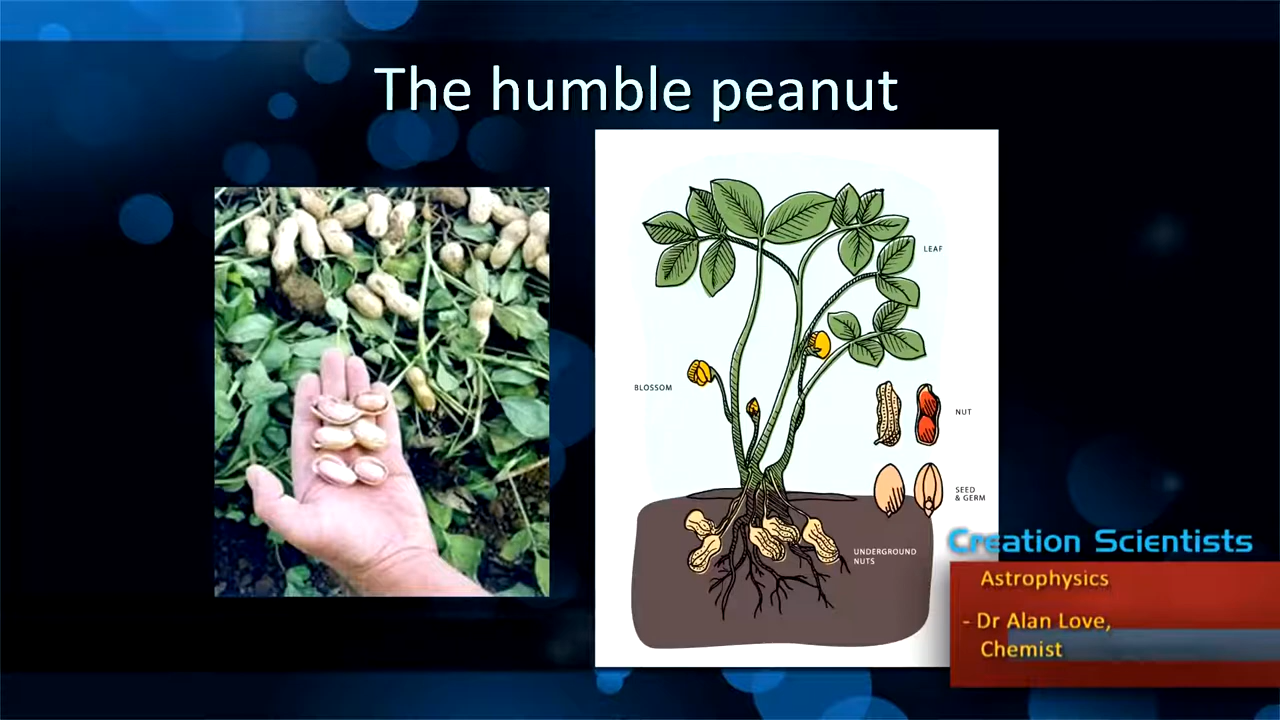 The humble peanut
LEAF
BLOSSOM
NUT
SEED
& GERM
UNDERGROUND
NUTS
Creation Scientists
Astrophysics
- Dr Alan Love,
Chemist